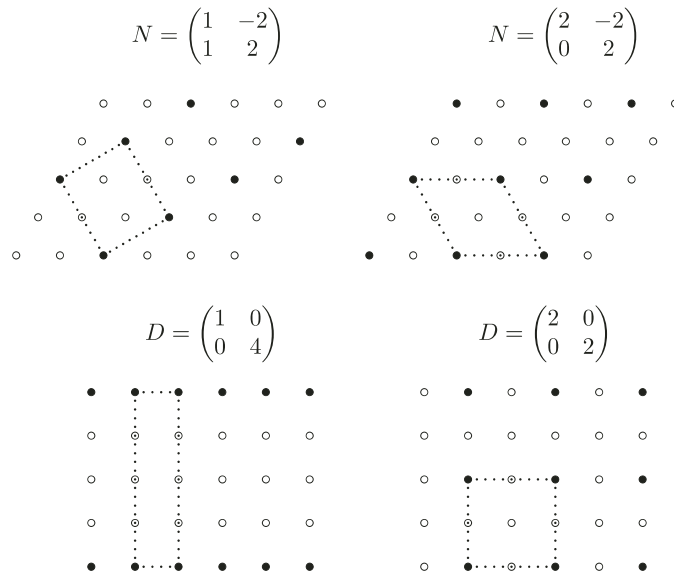 N = (1 -2
1 2)
N = (2 -2
0 2)
D = (1 0
0 4)
D = (2 0
0 2)